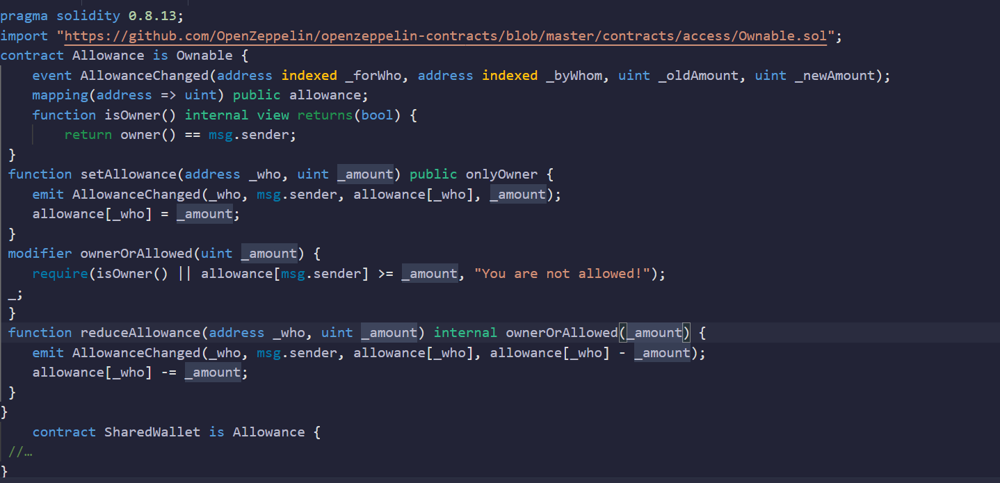 pragma solidity 0.8.13;
import "https://github.com/OpenZeppelin/openzeppelin-contracts/blob/master/contracts/access/Ownable.sol";
contract Allowance is Ownable {
    event AllowanceChanged(address indexed _forWho, address indexed _byWhom, uint _oldAmount, uint _newAmount);
    mapping(address => uint) public allowance;
    function isOwner() internal view returns(bool) {
        return owner() == msg.sender;
 }
 function setAllowance(address _who, uint _amount) public onlyOwner {
    emit AllowanceChanged(_who, msg.sender, allowance[_who], _amount);
    allowance[_who] = _amount;
 }
 modifier ownerOrAllowed(uint _amount) {
    require(isOwner() || allowance[msg.sender] >= _amount, "You are not allowed!");
 _;
 }
 function reduceAllowance(address _who, uint _amount) internal ownerOrAllowed(_amount) {
    emit AllowanceChanged(_who, msg.sender, allowance[_who], allowance[_who] - _amount);
    allowance[_who] -= _amount;
 }
}
    contract SharedWallet is Allowance {
 //…
}